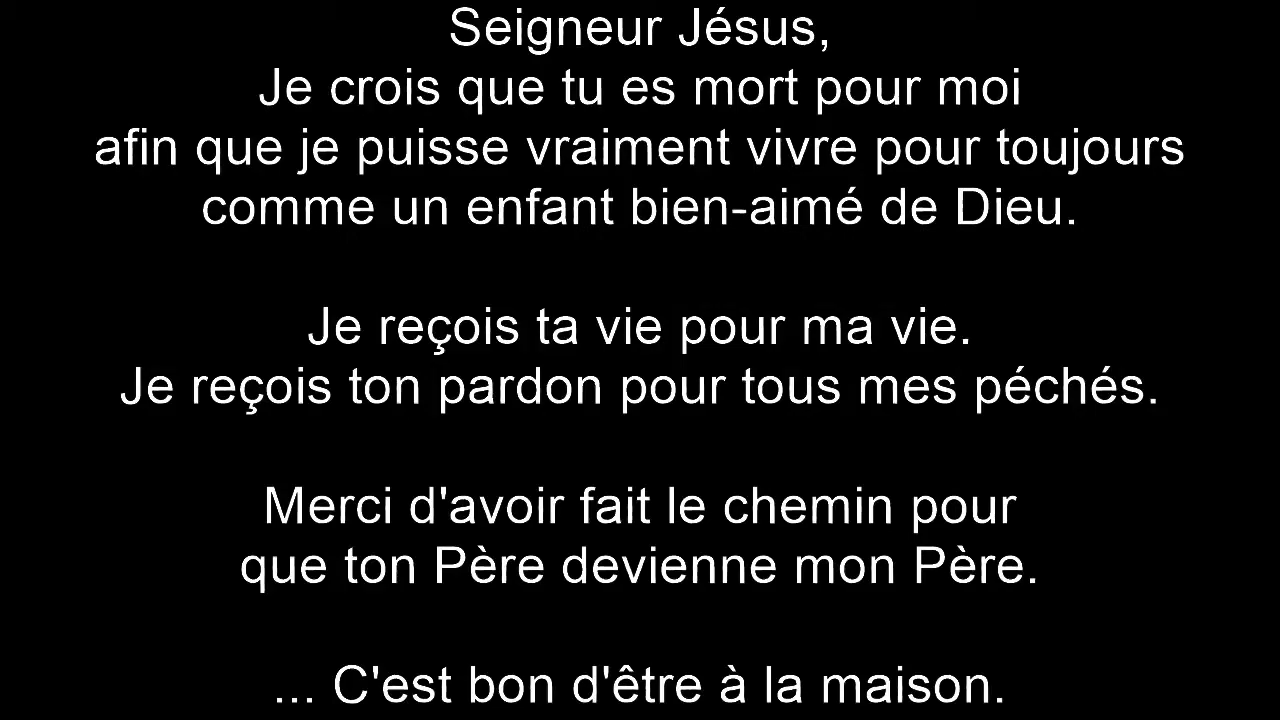 Seigneur Jésus,
Je crois que tu es mort pour moi
afin que je puisse vraiment vivre pour toujours
comme un enfant bien-aimé de Dieu.
Je reçois ta vie pour ma vie.
Je reçois ton pardon pour tous mes péchés.
Merci d'avoir fait le chemin pour
que ton Père devienne mon Père.
... C'est bon d'être à la maison.